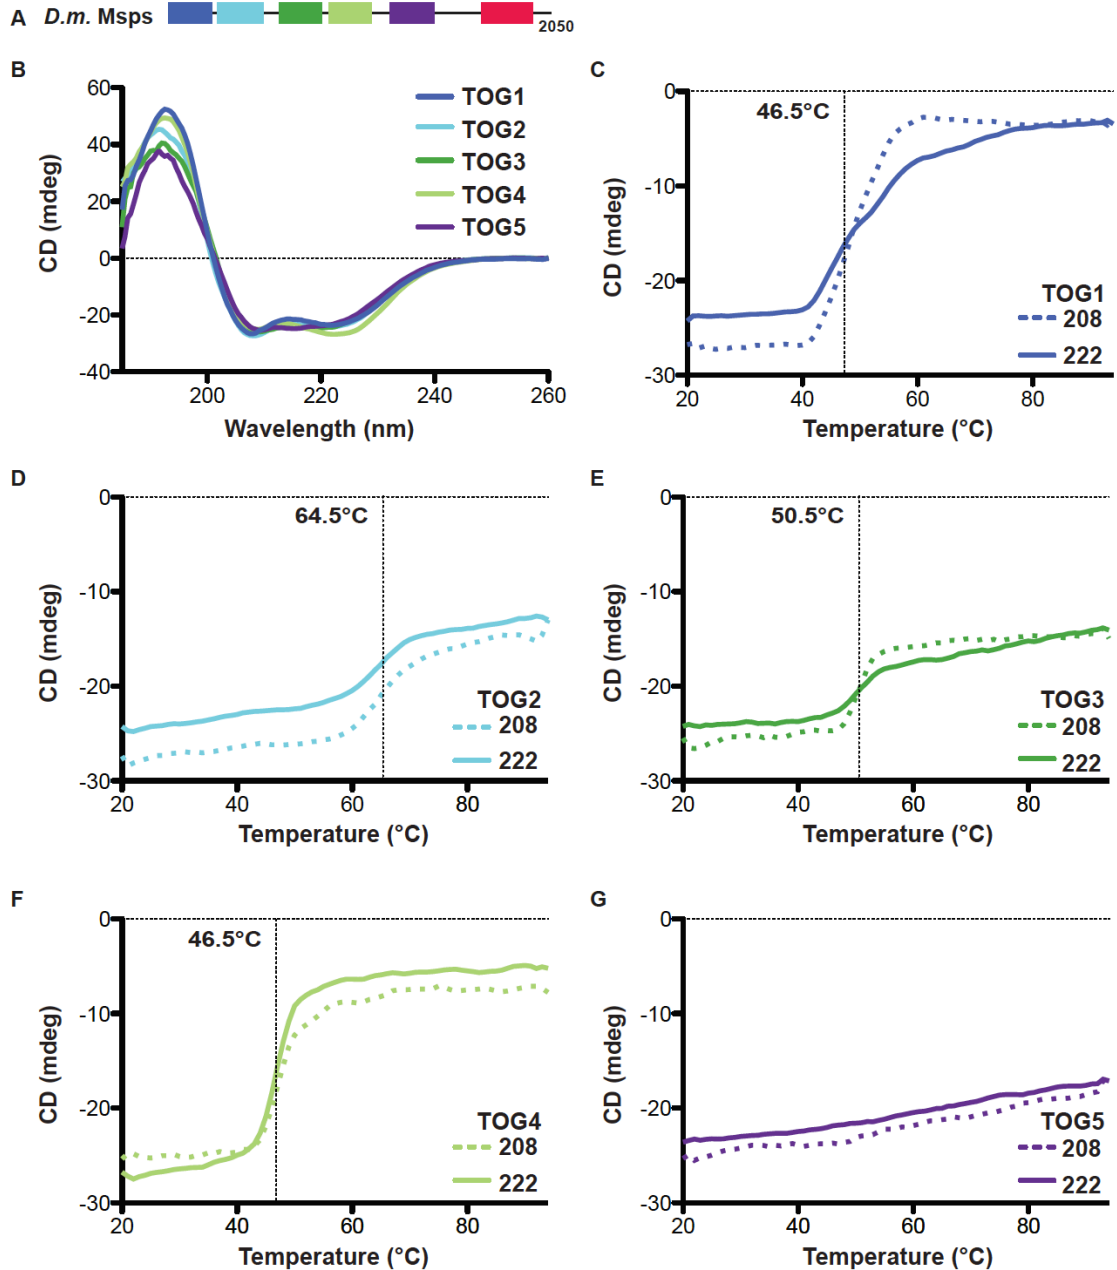 A D.m. Msps 2050
B
60
40
20
0
-20
-40
CD (mdeg)
200 220 240 260
Wavelength (nm)
TOG1
TOG2
TOG3
TOG4
TOG5
C
0
-10
-20
-30
CD (mdeg)
46.5°C
TOG1
208
222
20 40 60 80
Temperature (°C)
D
0
-10
-20
-30
CD (mdeg)
64.5°C
TOG2
208
222
20 40 60 80
Temperature (°C)
E
0
-10
-20
-30
CD (mdeg)
50.5°C
TOG3
208
222
20 40 60 80
Temperature (°C)
F
0
-10
-20
-30
CD (mdeg)
46.5°C
TOG4
208
222
20 40 60 80
Temperature (°C)
G
0
-10
-20
-30
CD (mdeg)
TOG5
208
222
20 40 60 80
Temperature (°C)